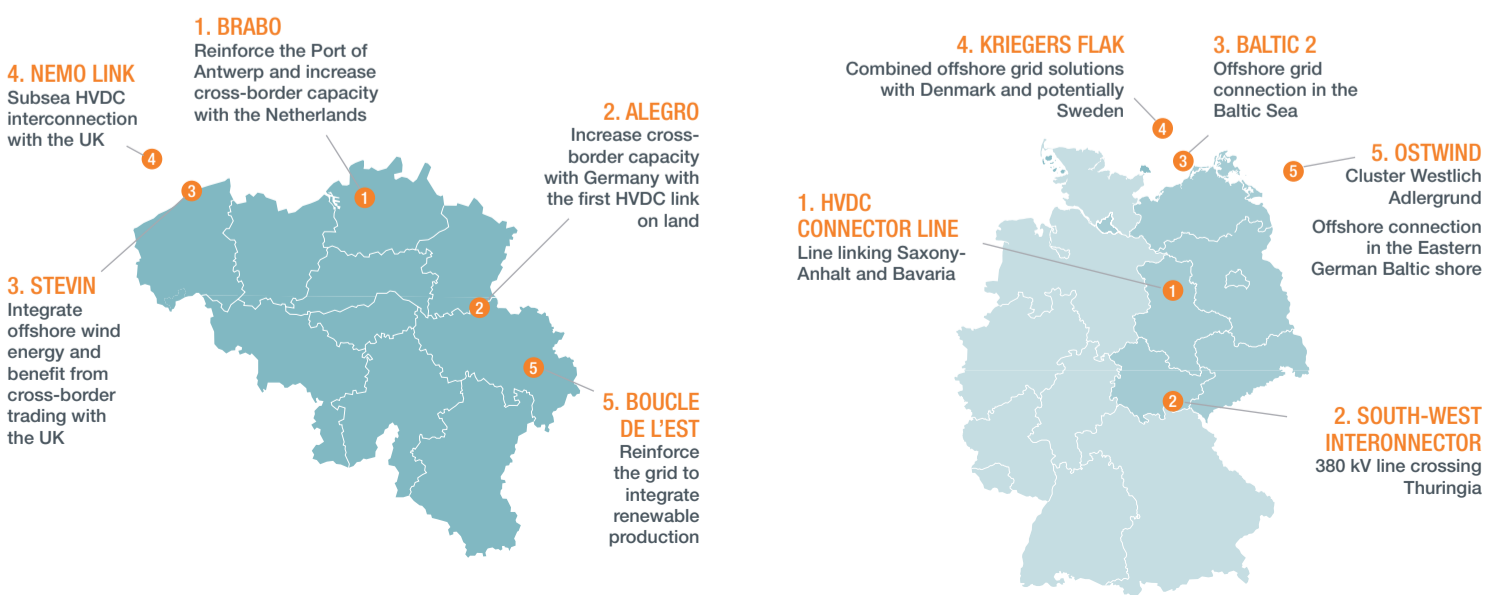 1. BRABO
Reinforce the Port of
Antwerp and increase
cross-border capacity
with the Netherlands
4. NEMO LINK
Subsea HVDC
interconnection
with the UK
2. ALEGRO
Increase cross-
border capacity
with Germany with
the first HVDC link
on land
3. STEVIN
Integrate
offshore wind
energy and
benefit from
cross-border
trading with
the UK
5. BOUCLE
DE L'EST
Reinforce
the grid to
integrate
renewable
production
4
3
1
2
5
4. KRIEGERS FLAK
Combined offshore grid solutions
with Denmark and potentially
Sweden
3. BALTIC 2
Offshore grid
connection in the
Baltic Sea
5. OSTWIND
Cluster Westlich
Adlergrund
Offshore connection
in the Eastern
German Baltic shore
1. HVDC
CONNECTOR LINE
Line linking Saxony-
Anhalt and Bavaria
2. SOUTH-WEST
INTERONNECTOR
380 kV line crossing
Thuringia
4
3
5
1
2